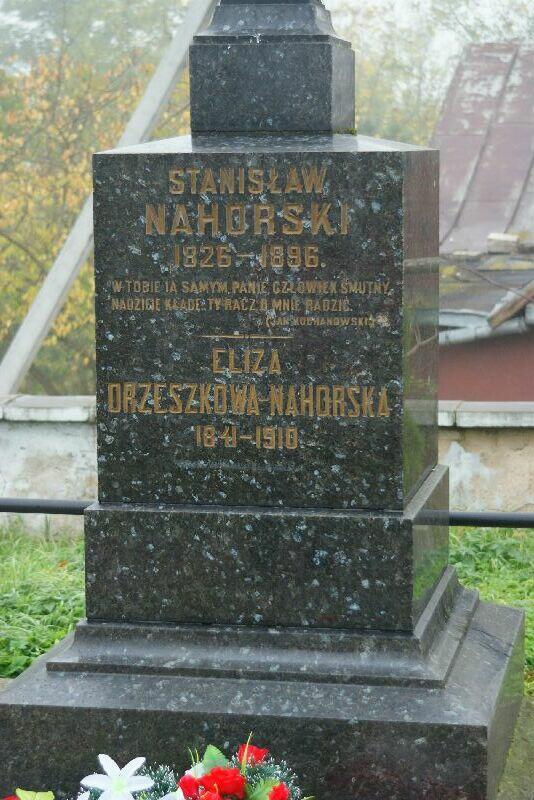 STANISŁAW
NAHORSKI
1826-1896.
W TOBIE JA SAMYM, PANIE, CZŁOWIEK SMUTNY,
NADZIEJĘ KŁADĘ: TY RACZ O MNIE RADZIĆ.
(JAN KOCHANOWSKI)
ELIZA
ORZESZKOWA-NAHORSKA
1841-1910.